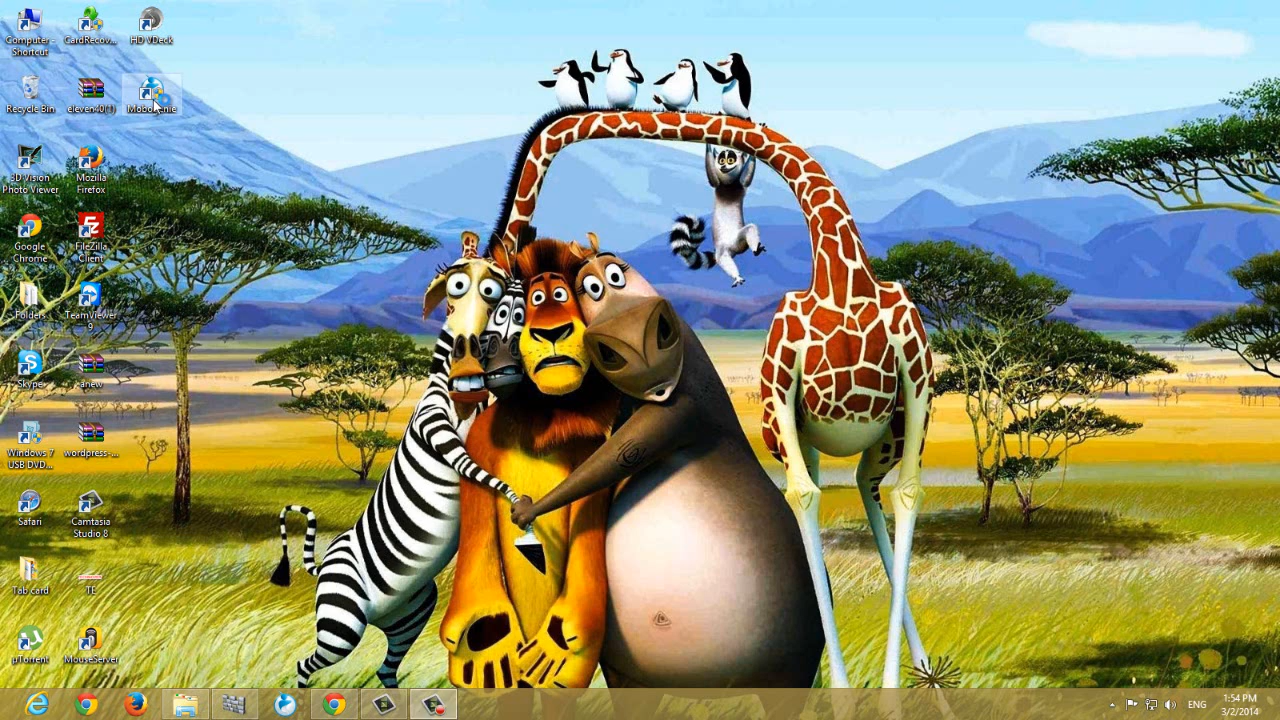 Computer - Shortcut
CardRecov...
HD VDeck
Recycle Bin
eleven40(1)
MoboGenie
3D Vision Photo Viewer
Mozilla Firefox
Google Chrome
FileZilla Client
Folders
TeamViewer 9
Skype
anew
Windows 7 USB DVD...
wordpress-...
Safari
Camtasia Studio 8
Tab card
TE
µTorrent
MouseServer
ENG
1:54 PM
3/2/2014